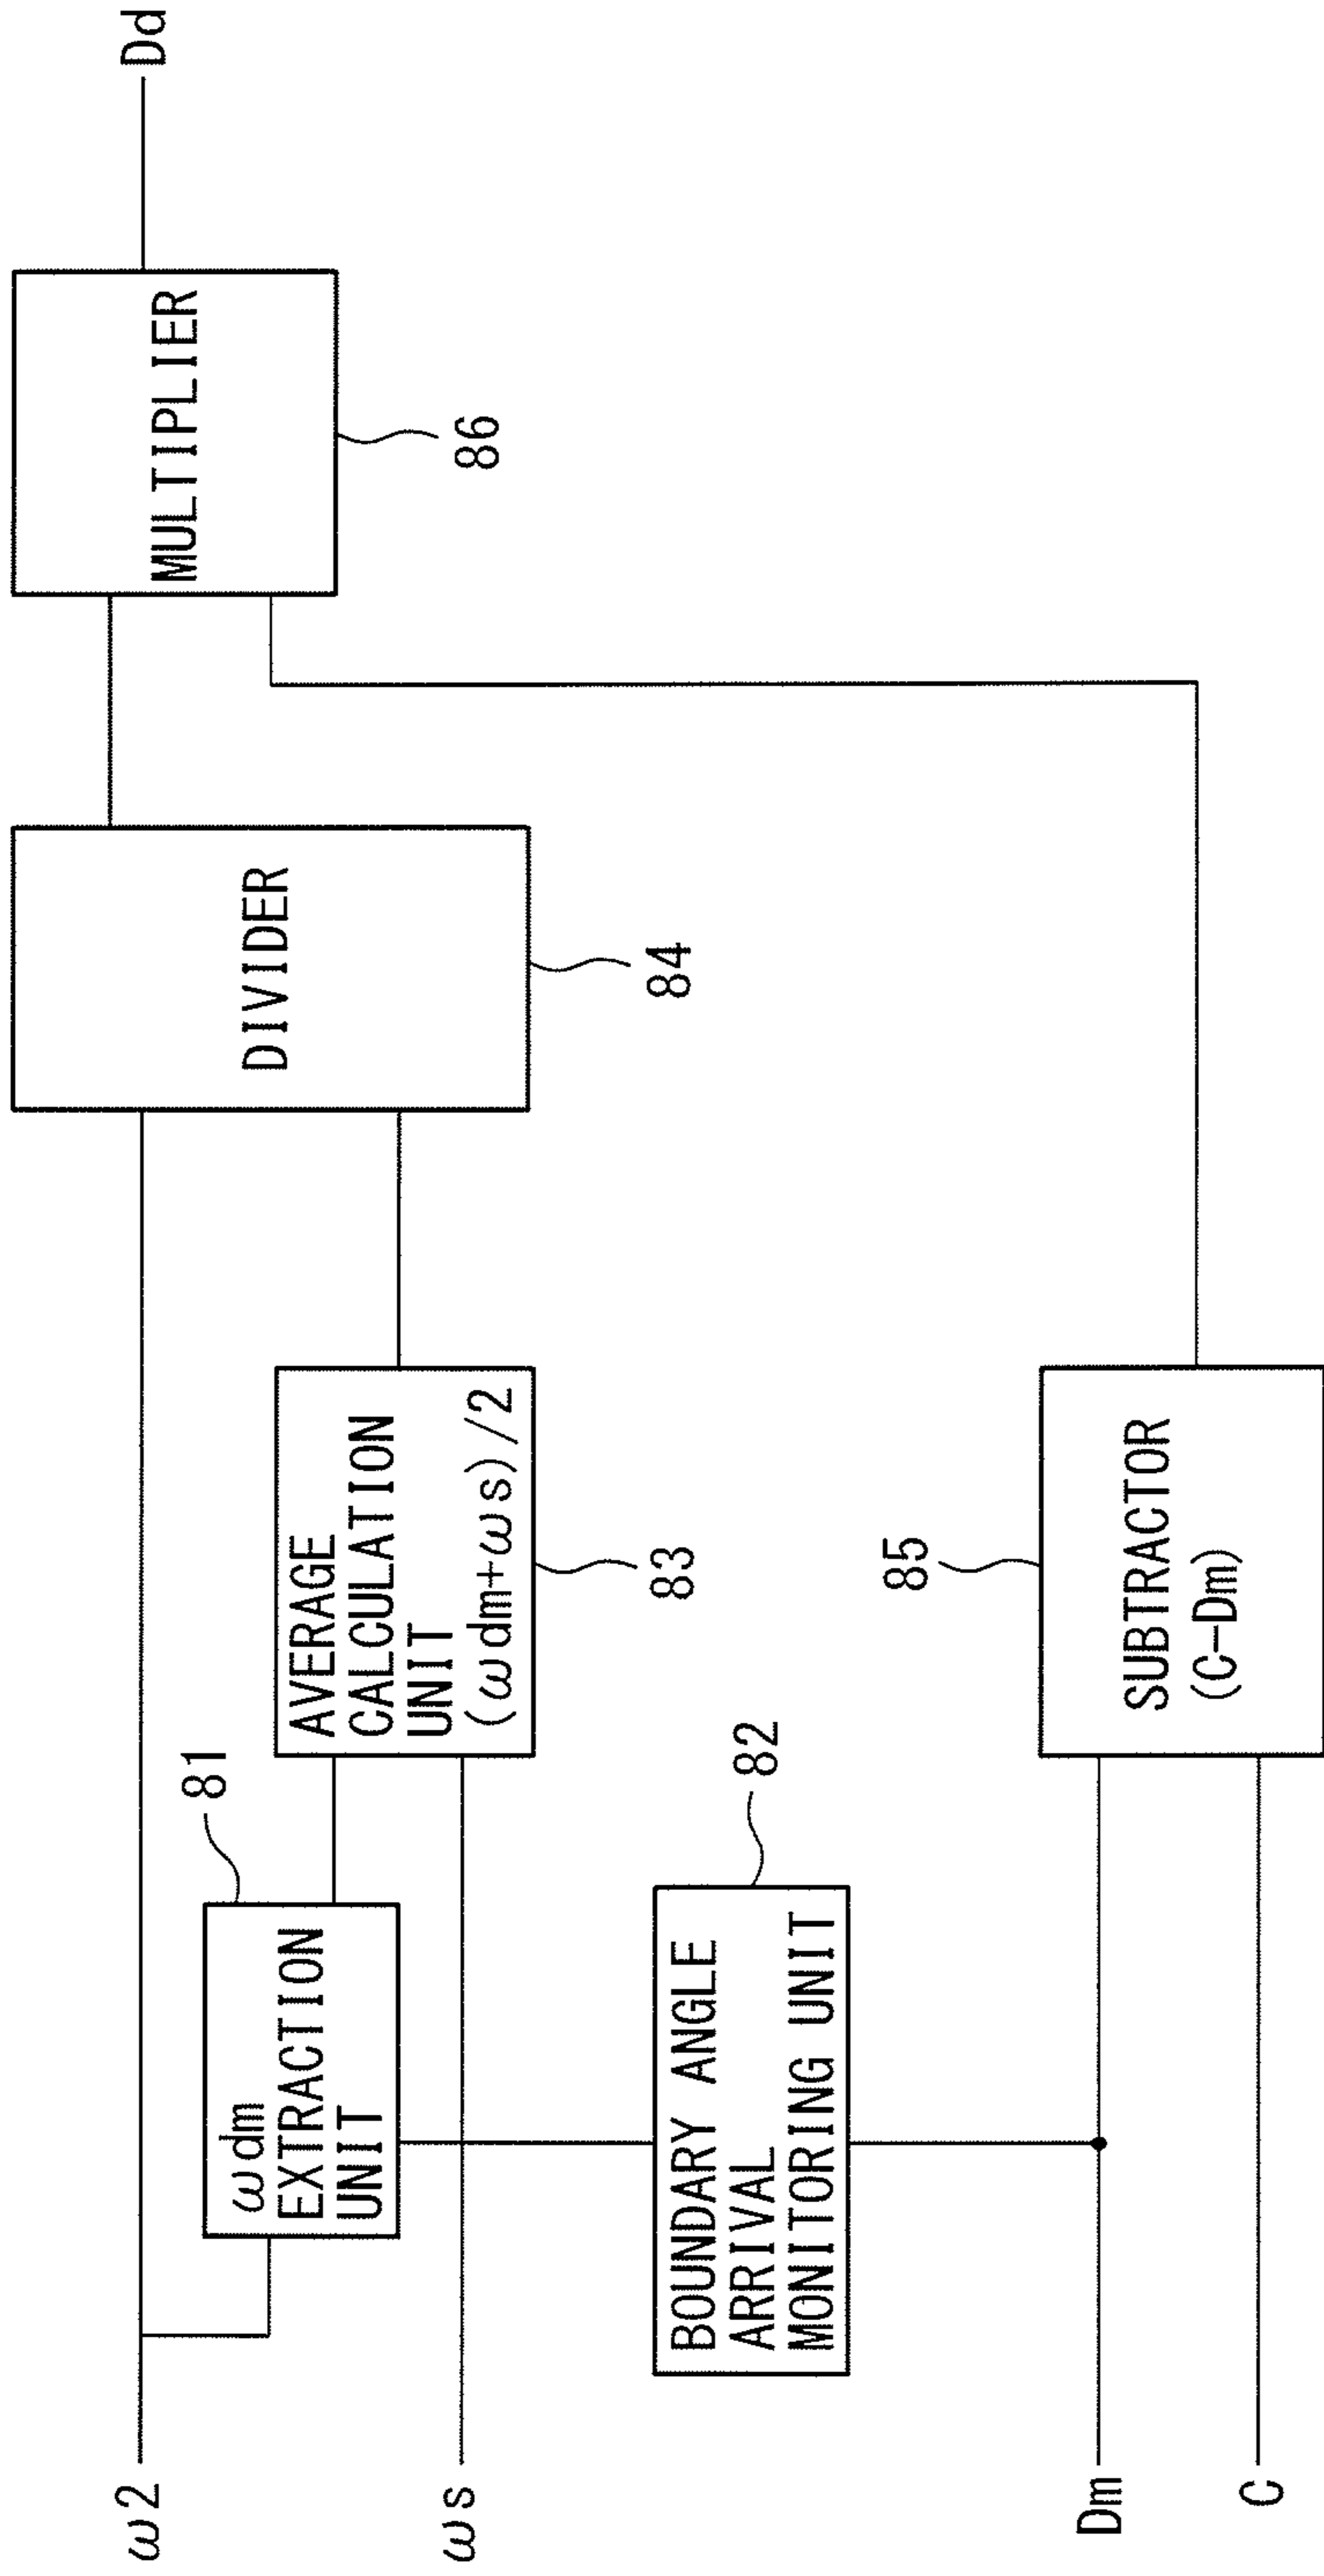 ω2
ωs
Dm
C
81
ωdm
EXTRACTION
UNIT
82
BOUNDARY ANGLE
ARRIVAL
MONITORING UNIT
AVERAGE
CALCULATION
UNIT
(ωdm+ωs)/2
83
85
SUBTRACTOR
(C-Dm)
DIVIDER
84
MULTIPLIER
86
Dd